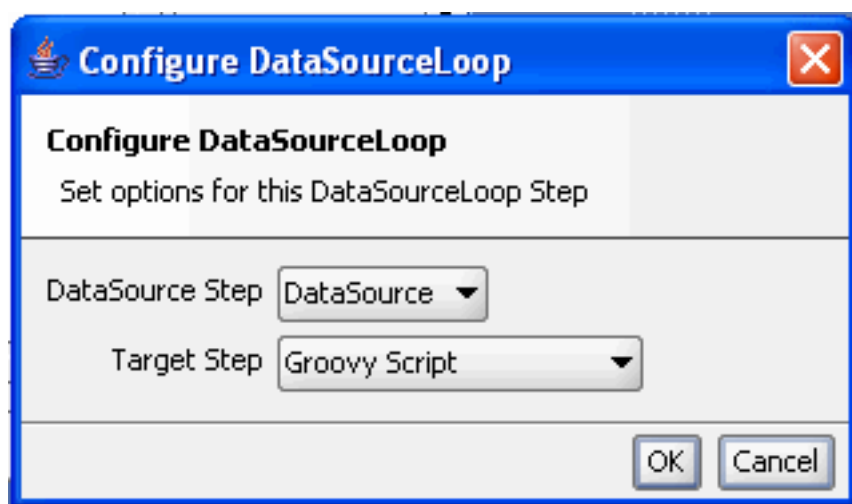 Configure DataSourceLoop
Configure DataSourceLoop
Set options for this DataSourceLoop Step
DataSource Step DataSource
Target Step Groovy Script
OK Cancel